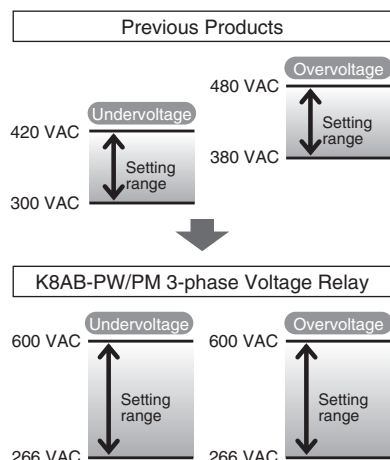 Previous Products
Overvoltage
480 VAC
Undervoltage
420 VAC
Setting
range
380 VAC
Setting
range
300 VAC
K8AB-PW/PM 3-phase Voltage Relay
Undervoltage
Overvoltage
600 VAC
600 VAC
Setting
range
Setting
range
266 VAC
266 VAC